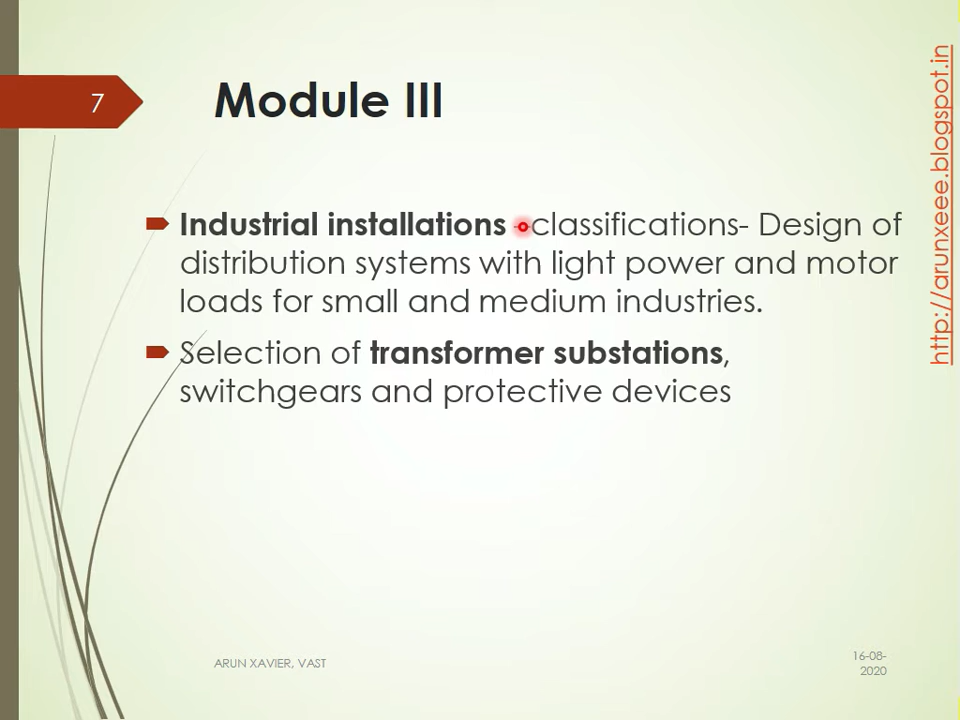 7
Module III
Industrial installations -classifications- Design of
distribution systems with light power and motor
loads for small and medium industries.
Selection of transformer substations,
switchgears and protective devices
http://arunxeee.blogspot.in
ARUN XAVIER, VAST
16-08-
2020